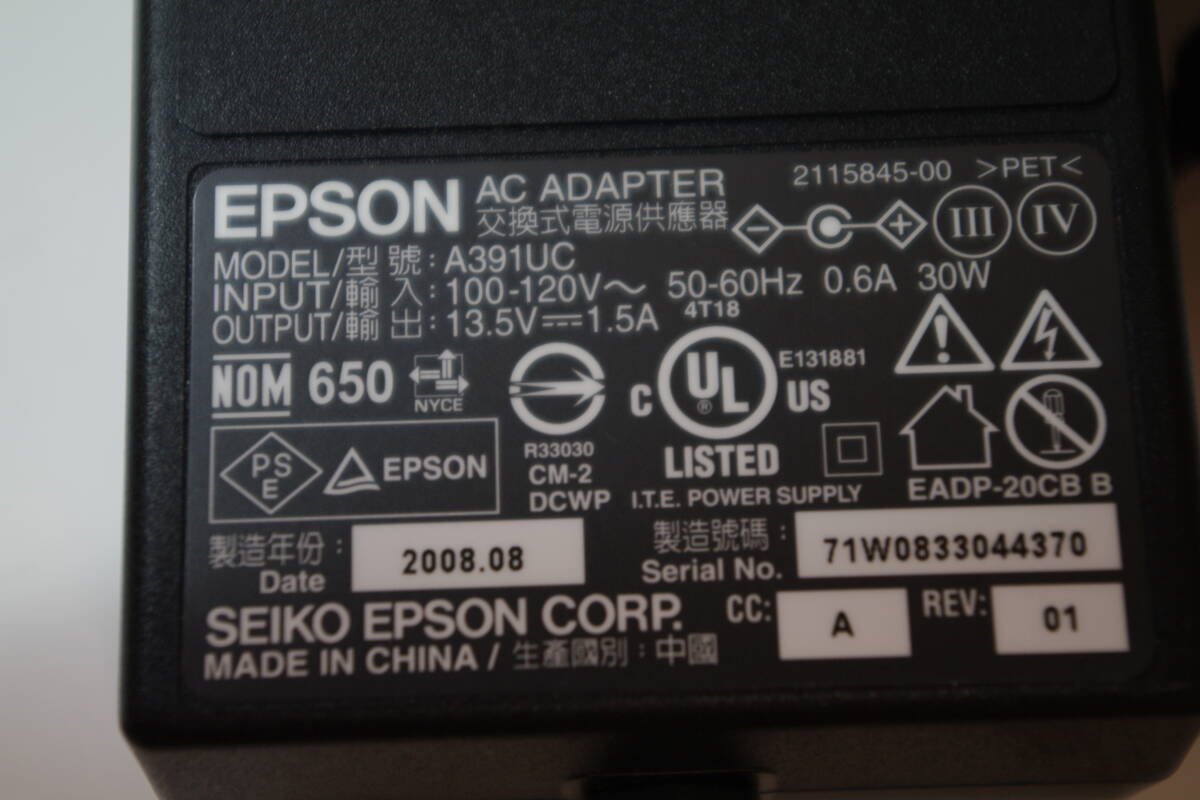 EPSON AC ADAPTER 2115845-00 >PET<
交換式電源供應器 III IV
MODEL/型號: A391UC
INPUT/輸入: 100-120V～ 50-60Hz 0.6A 30W
OUTPUT/輸出: 13.5V⎓1.5A 4T18
NOM 650 NYCE
R33030
CM-2
DCWP
C UL ® US E131881
LISTED
I.T.E. POWER SUPPLY
EADP-20CB B
PSE EPSON
製造年份: 2008.08
Date
製造號碼: 71W0833044370
Serial No.
SEIKO EPSON CORP. CC: A REV: 01
MADE IN CHINA / 生產國別: 中國